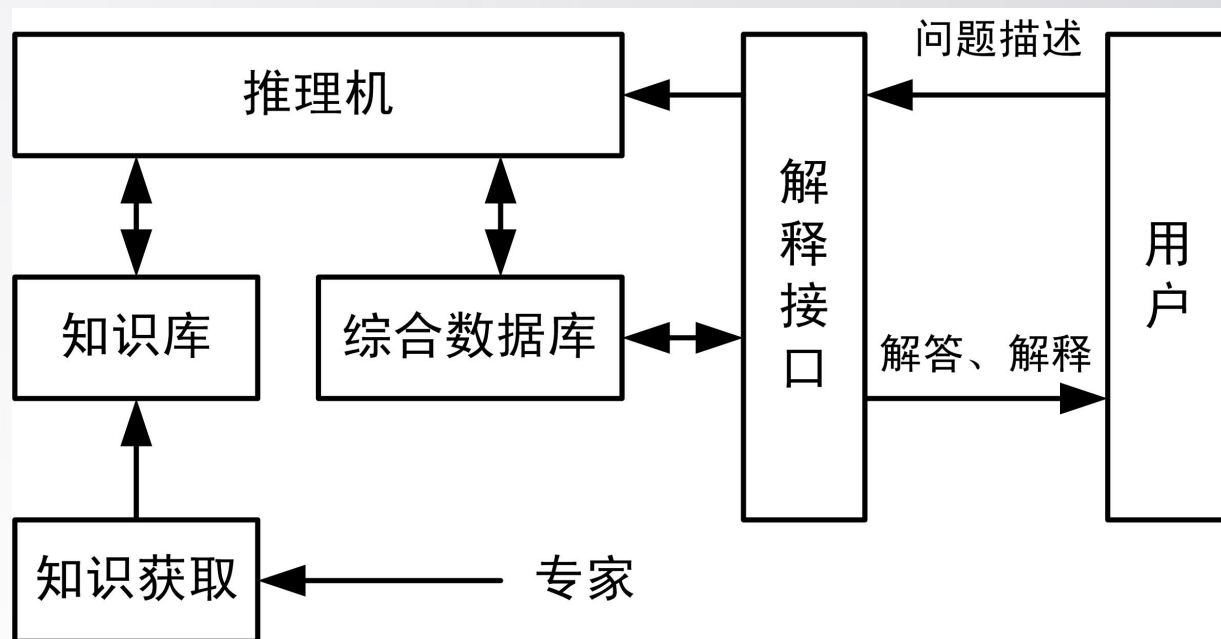 问题描述
推理机
解释接口
用户
知识库
综合数据库
解答、解释
知识获取
专家